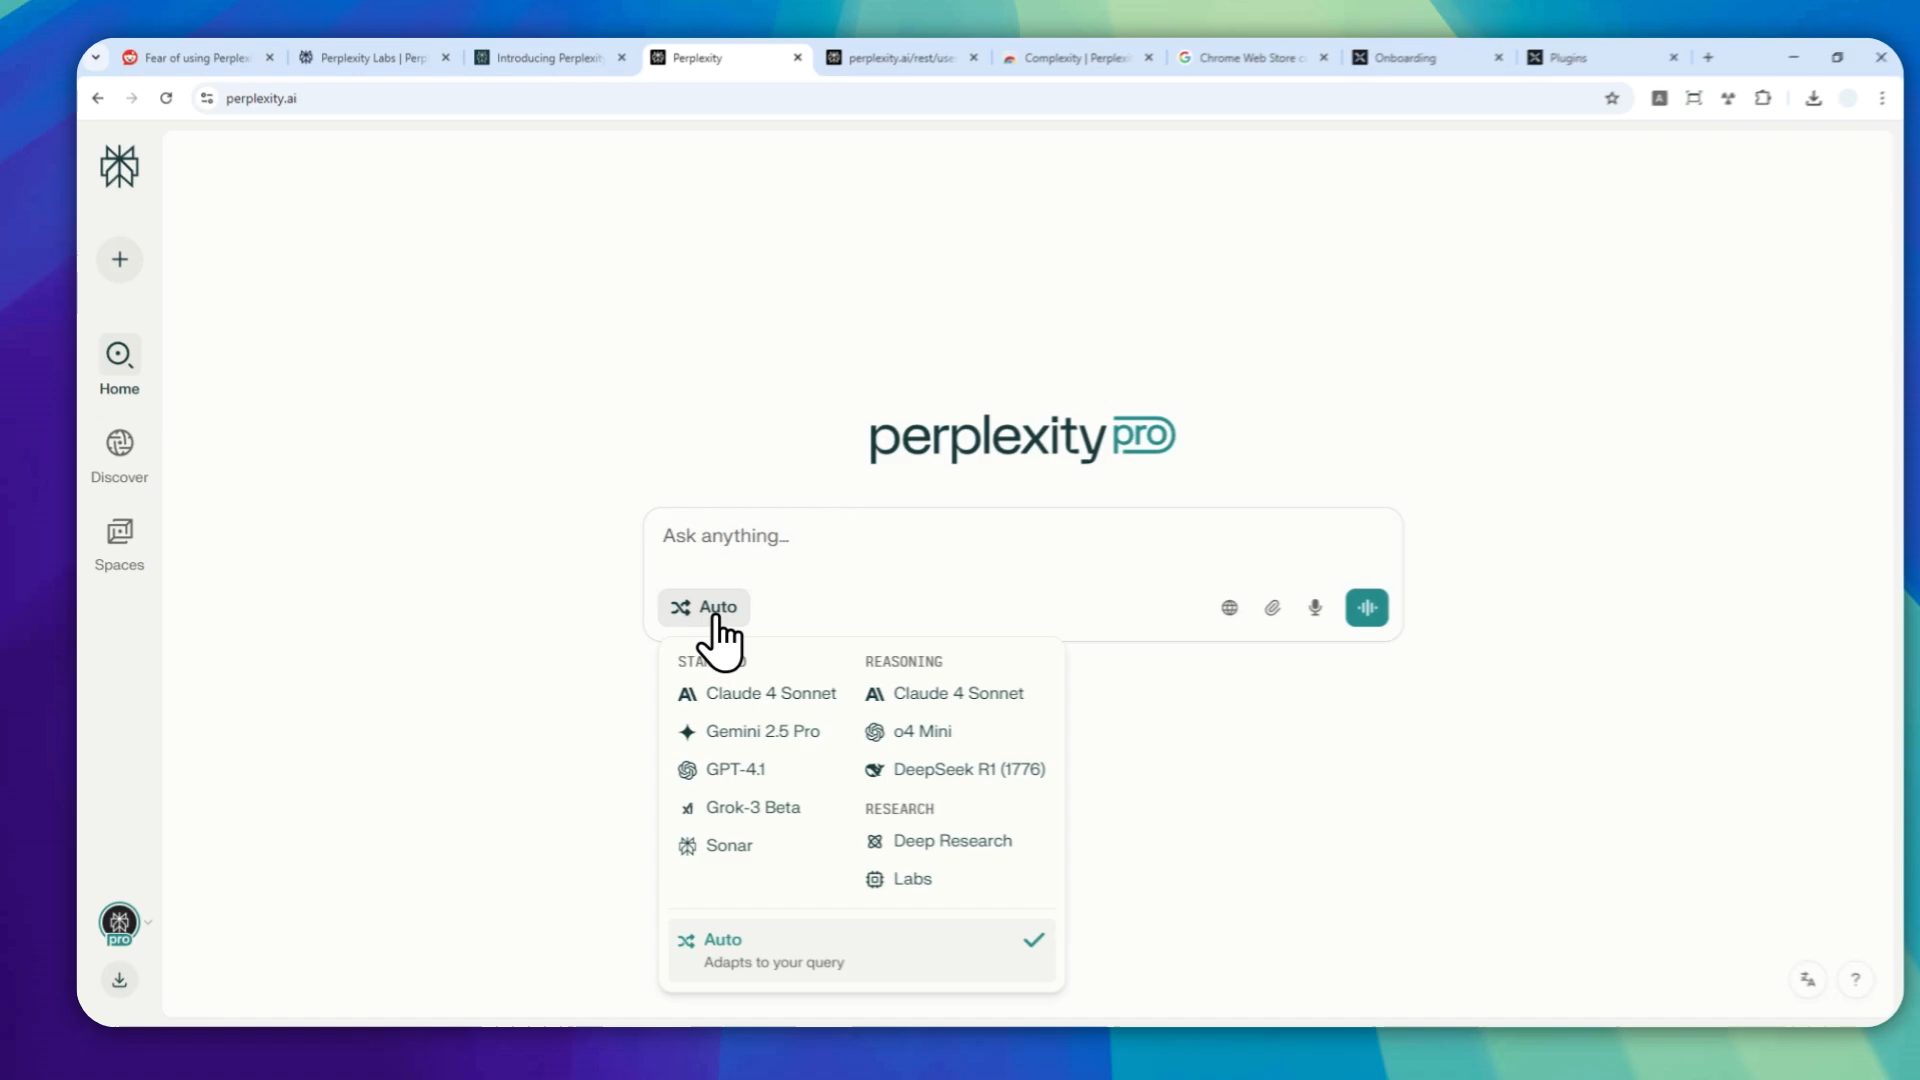 Fear of using Perplex
Perplexity Labs | Perp
Introducing Perplexity
Perplexity
perplexity.ai/rest/use
Complexity | Perplexi
Chrome Web Store c
Onboarding
Plugins
perplexity.ai
Home
Discover
Spaces
pro
perplexity pro
Ask anything...
Auto
REASONING
Claude 4 Sonnet
Claude 4 Sonnet
Gemini 2.5 Pro
o4 Mini
GPT-4.1
DeepSeek R1 (1776)
Grok-3 Beta
RESEARCH
Sonar
Deep Research
Labs
Auto
Adapts to your query
?